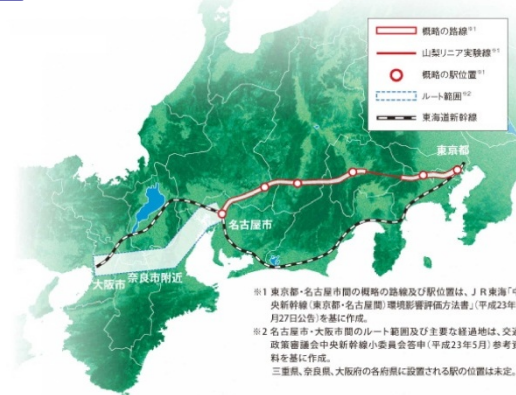 概略の路線※1
山梨リニア実験線※1
概略の駅位置※1
ルート範囲※2
東海道新幹線
東京都
名古屋市
奈良市附近
大阪市
※1 東京都・名古屋市間の概略の路線及び駅位置は、JR東海「中
央新幹線(東京都・名古屋間)環境影響評価方法書」(平成23年
月27日公告)を基に作成。
※2 名古屋市・大阪市間のルート範囲及び主要な経過地は、交通
政策審議会中央新幹線小委員会答申(平成23年5月)参考資
料を基に作成。
三重県、奈良県、大阪府の各府県に設置される駅の位置は未定。